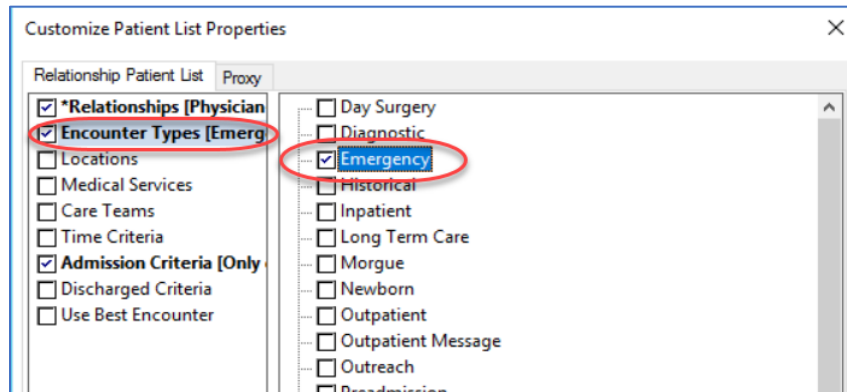 Customize Patient List Properties
Relationship Patient List
Proxy
*Relationships [Physician
Encounter Types [Emerg
Locations
Medical Services
Care Teams
Time Criteria
Admission Criteria [Only
Discharged Criteria
Use Best Encounter
Day Surgery
Diagnostic
Emergency
Historical
Inpatient
Long Term Care
Morgue
Newborn
Outpatient
Outpatient Message
Outreach
Preadmission